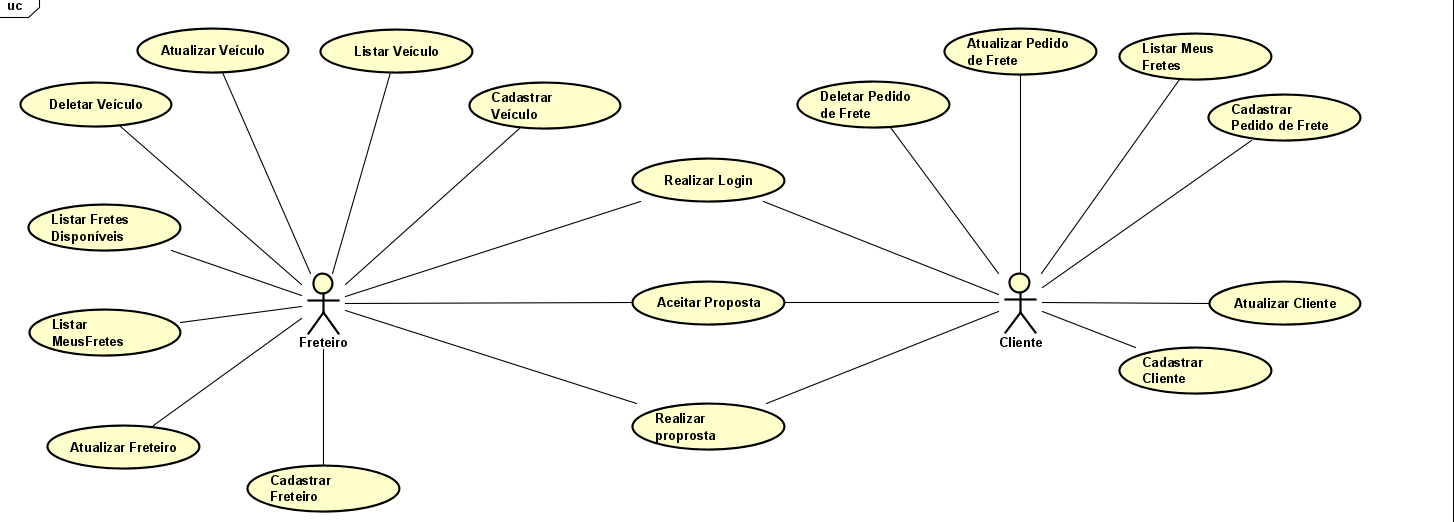 uc
Atualizar Veículo
Listar Veículo
Deletar Veículo
Cadastrar
Veículo
Atualizar Pedido
de Frete
Listar Meus
Fretes
Deletar Pedido
de Frete
Cadastrar
Pedido de Frete
Realizar Login
Listar Fretes
Disponíveis
Aceitar Proposta
Atualizar Cliente
Listar
MeusFretes
Freteiro
Cliente
Cadastrar
Cliente
Realizar
proprosta
Atualizar Freteiro
Cadastrar
Freteiro